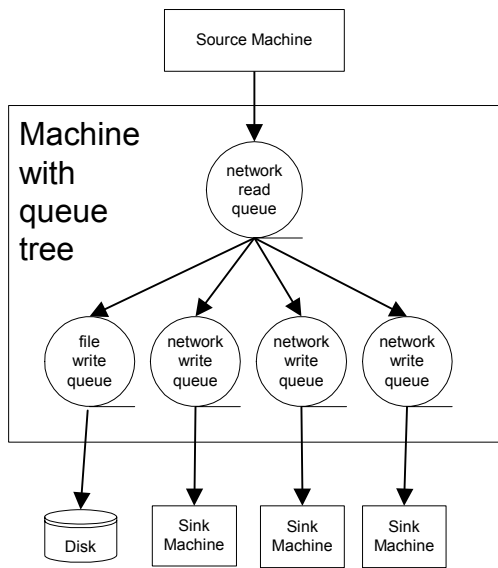 Source Machine
Machine
with
queue
tree
network
read
queue
file
write
queue
network
write
queue
network
write
queue
network
write
queue
Disk
Sink
Machine
Sink
Machine
Sink
Machine